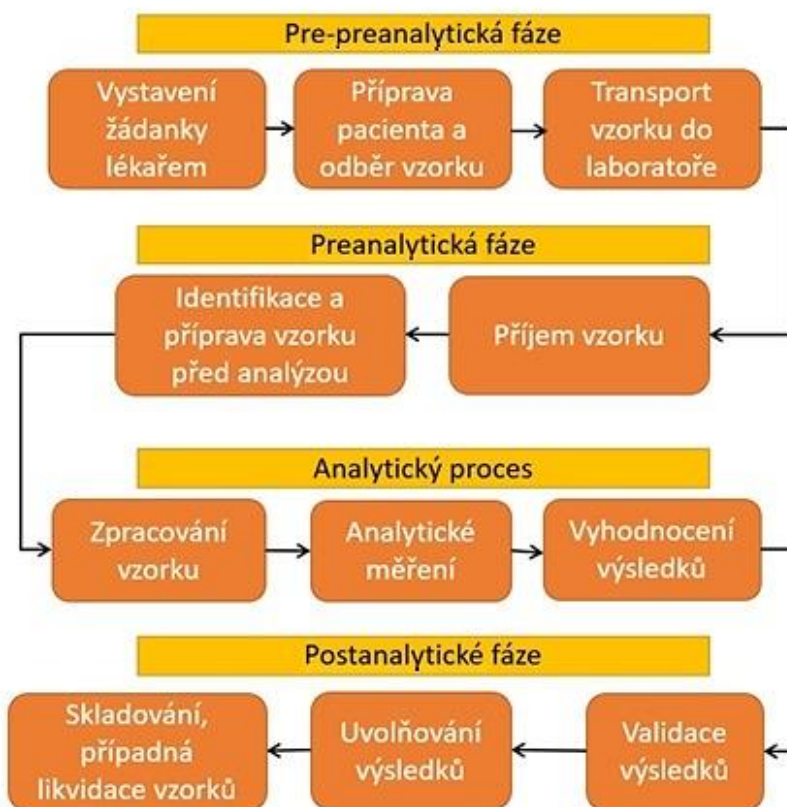 Pre-preanalytická fáze
Vystavení
žádanky
lékařem
Příprava
pacienta a
odběr vzorku
Transport
vzorku do
laboratoře
Preanalytická fáze
Identifikace a
příprava vzorku
před analýzou
Příjem vzorku
Analytický proces
Zpracování
vzorku
Analytické
měření
Vyhodnocení
výsledků
Postanalytické fáze
Skladování,
případná
likvidace vzorků
Uvolňování
výsledků
Validace
výsledků